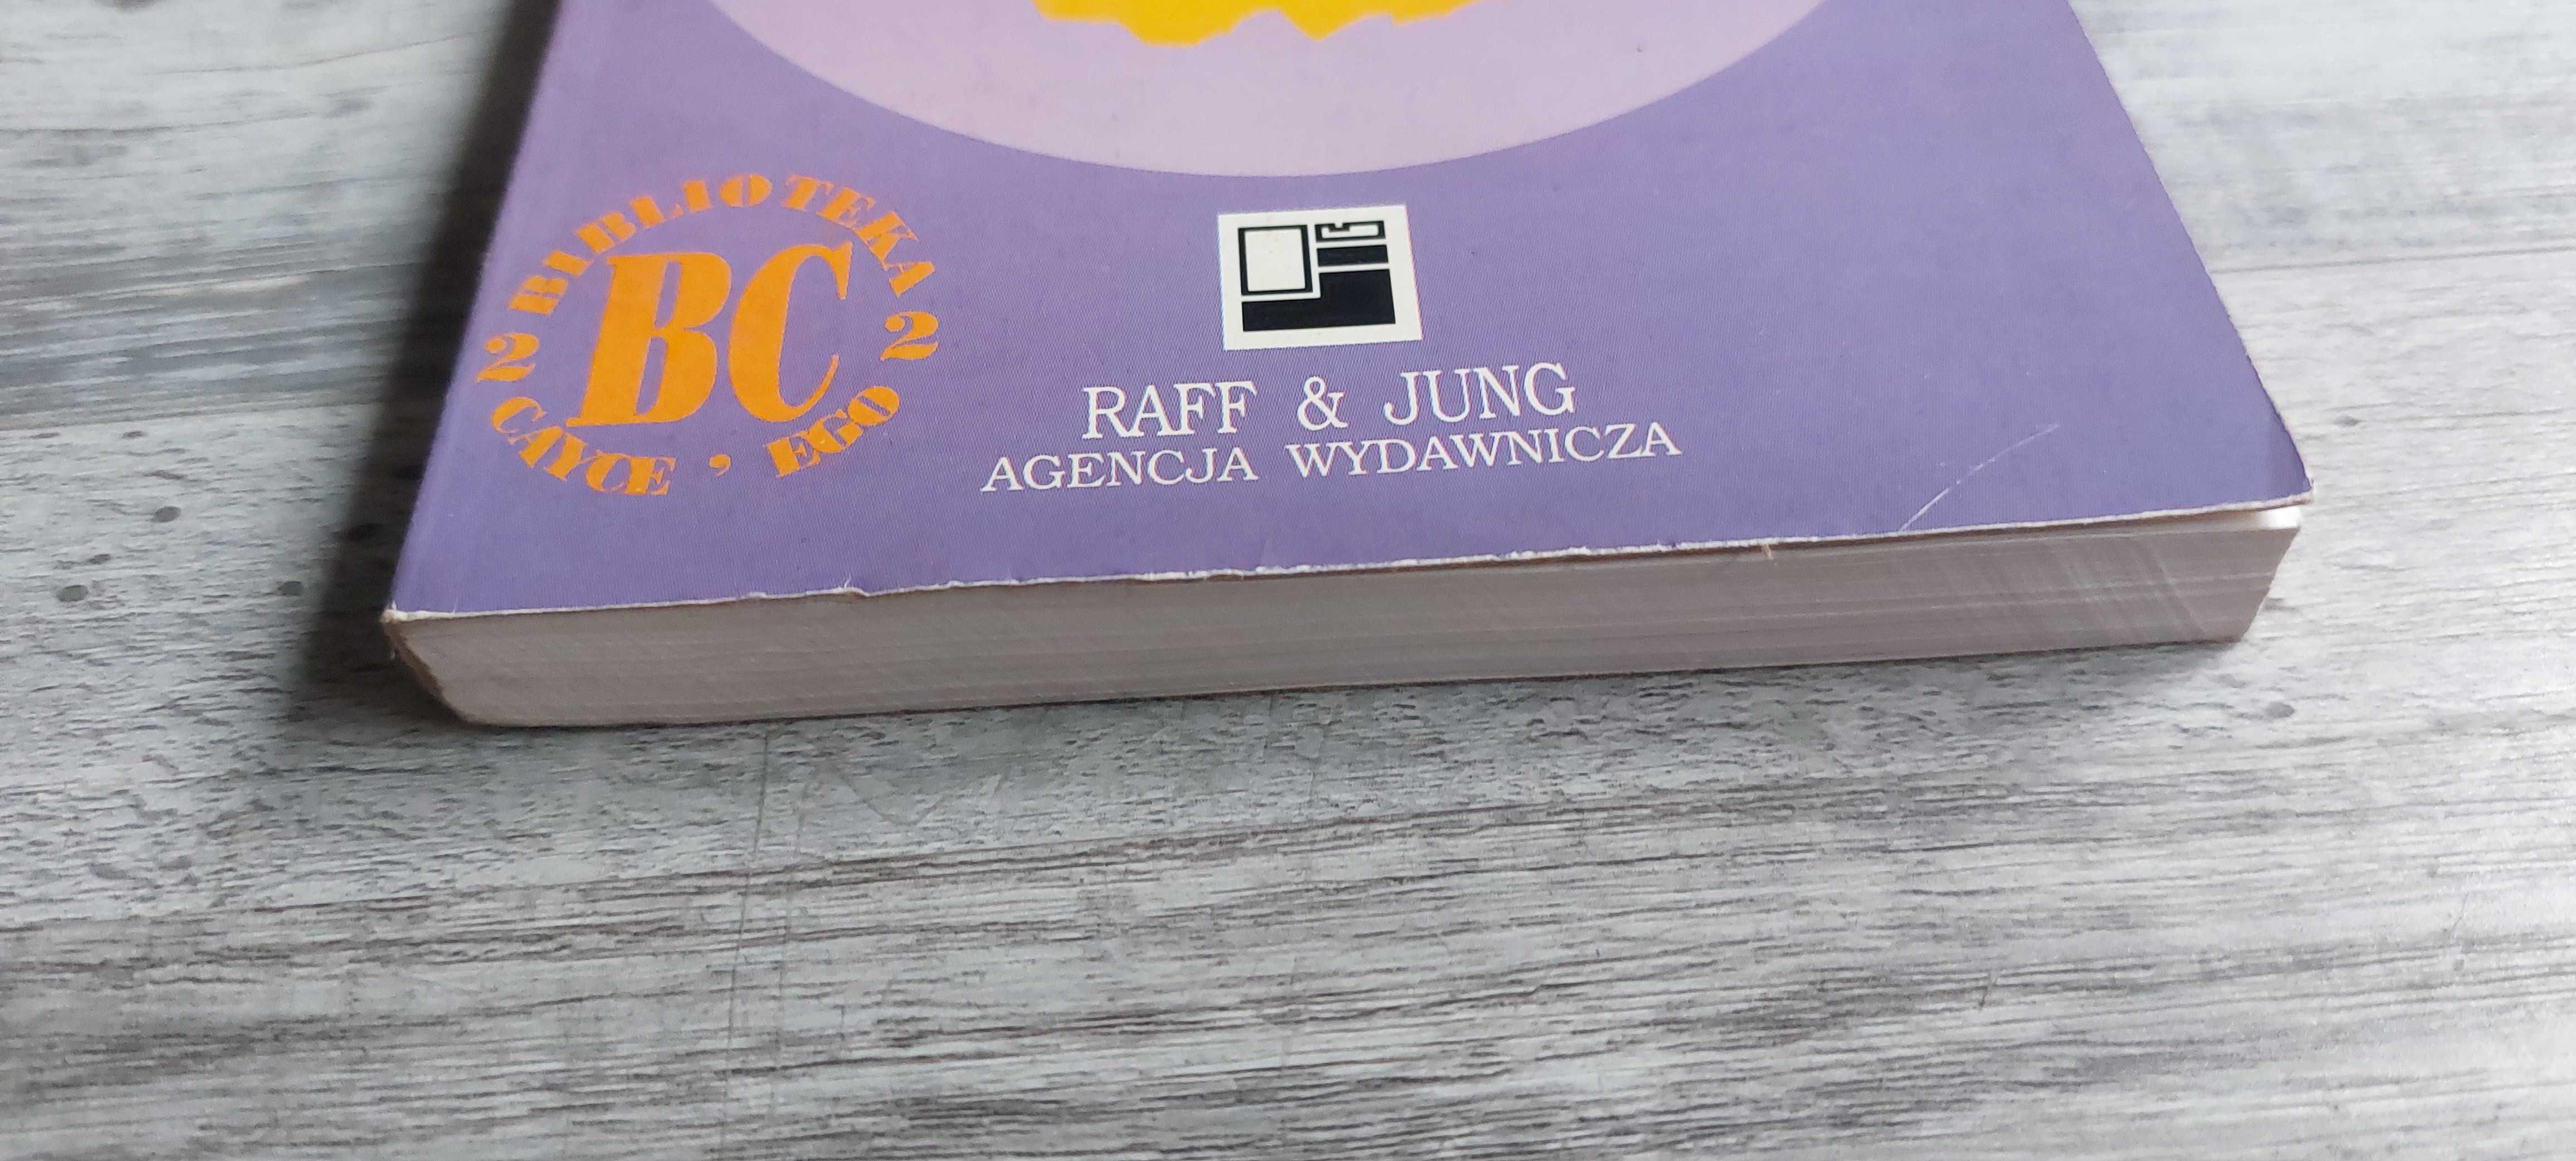 2 BIBLIOTEKA 2
BC
CAYCE, EGO
RAFF & JUNG
AGENCJA WYDAWNICZA